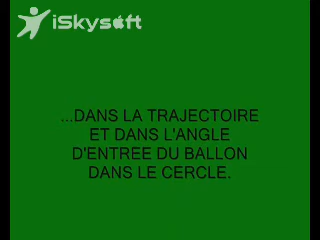 iSkysoft
...DANS LA TRAJECTOIRE
ET DANS L'ANGLE
D'ENTREE DU BALLON
DANS LE CERCLE.